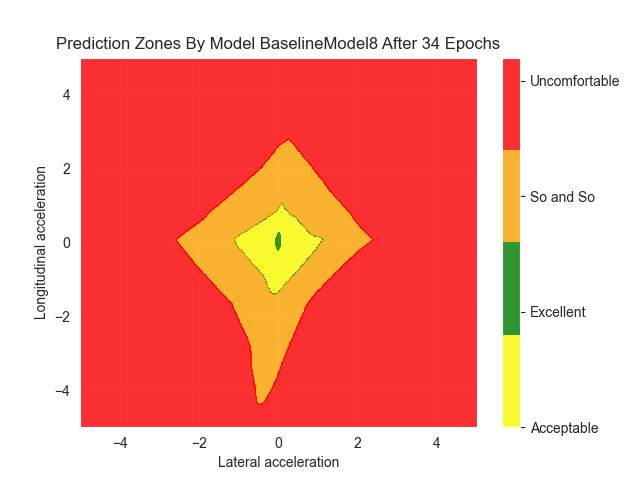 Prediction Zones By Model BaselineModel8 After 34 Epochs
4
2
0
−2
−4
Longitudinal acceleration
−4
−2
0
2
4
Lateral acceleration
Uncomfortable
So and So
Excellent
Acceptable